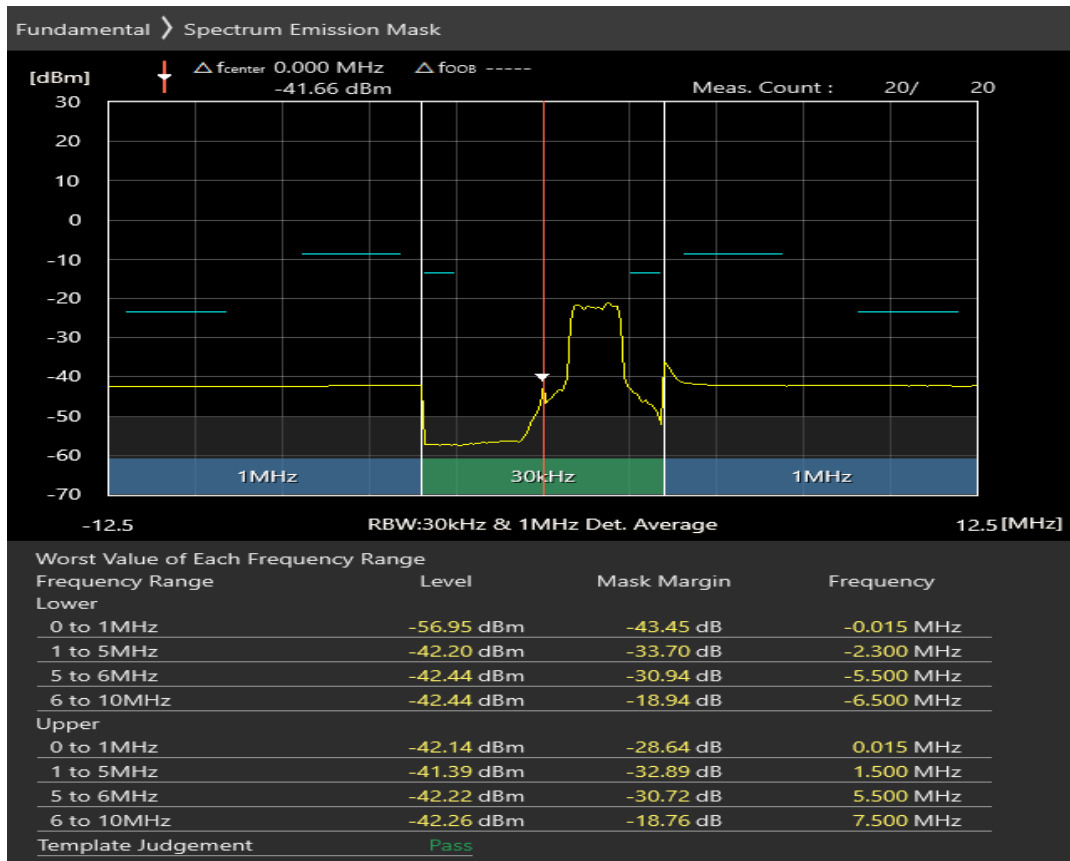 Fundamental 〉 Spectrum Emission Mask
[dBm] △ fcenter 0.000 MHz △ fOOB -----
-41.66 dBm Meas. Count : 20/ 20
30
20
10
0
-10
-20
-30
-40
-50
-60
1MHz 30kHz 1MHz
-70
-12.5 RBW:30kHz & 1MHz Det. Average 12.5 [MHz]
Worst Value of Each Frequency Range
Frequency Range Level Mask Margin Frequency
Lower
0 to 1MHz -56.95 dBm -43.45 dB -0.015 MHz
1 to 5MHz -42.20 dBm -33.70 dB -2.300 MHz
5 to 6MHz -42.44 dBm -30.94 dB -5.500 MHz
6 to 10MHz -42.44 dBm -18.94 dB -6.500 MHz
Upper
0 to 1MHz -42.14 dBm -28.64 dB 0.015 MHz
1 to 5MHz -41.39 dBm -32.89 dB 1.500 MHz
5 to 6MHz -42.22 dBm -30.72 dB 5.500 MHz
6 to 10MHz -42.26 dBm -18.76 dB 7.500 MHz
Template Judgement Pass